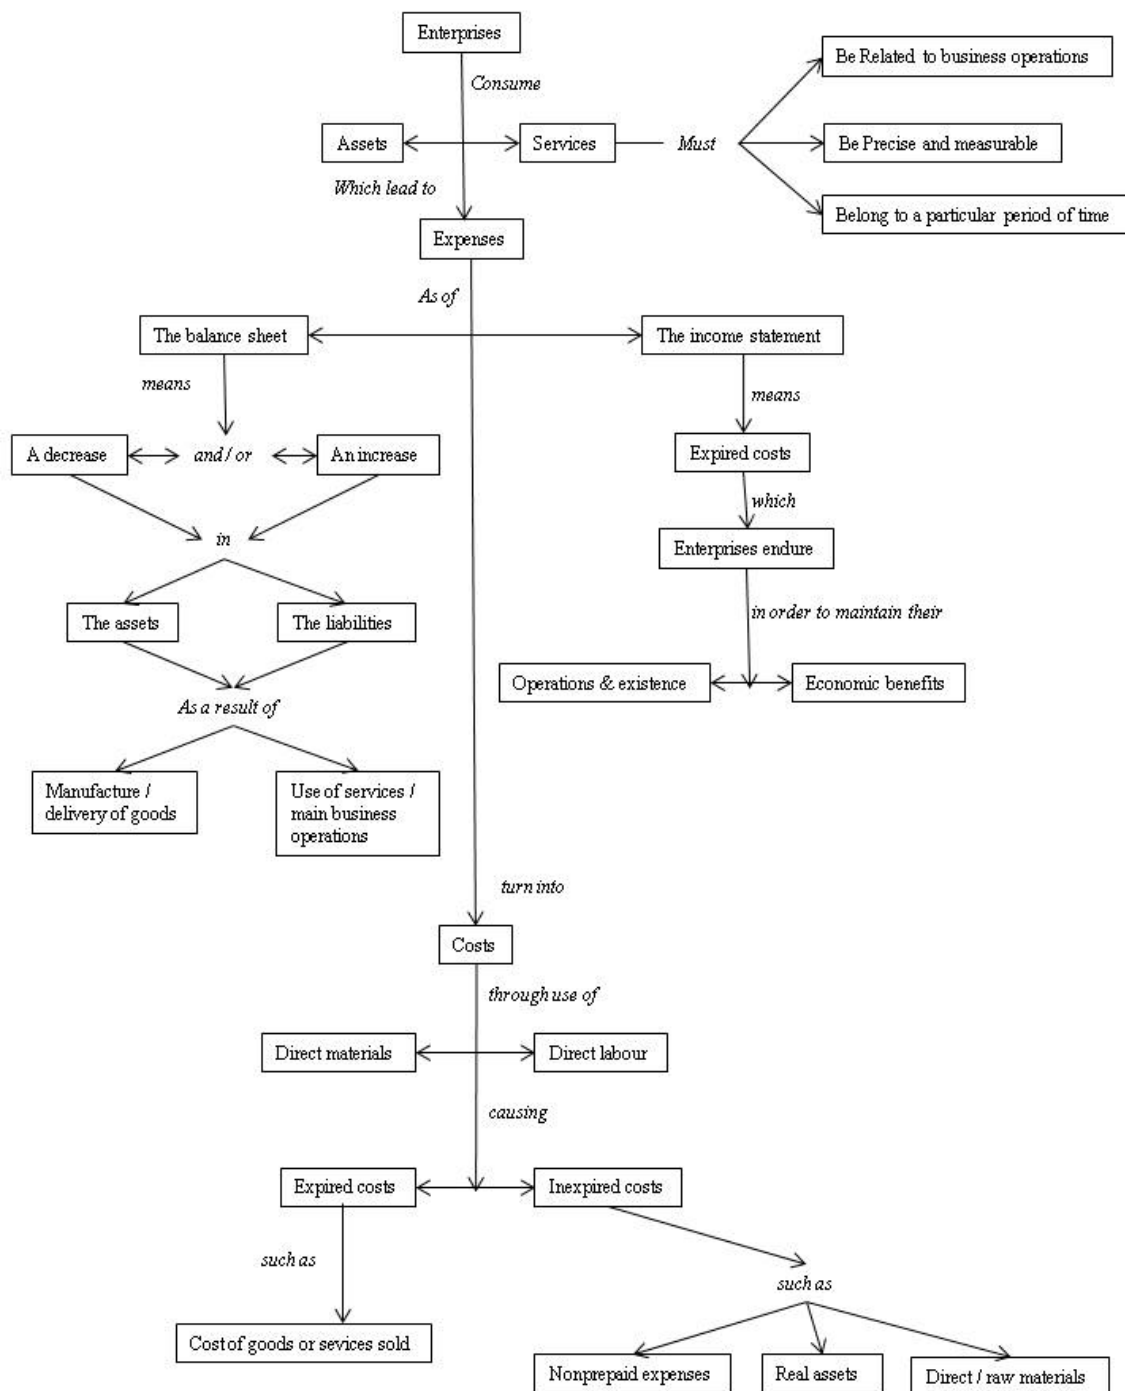 Enterprises
Consume
Be Related to business operations
Assets
Services
Must
Be Precise and measurable
Which lead to
Belong to a particular period of time
Expenses
As of
The balance sheet
The income statement
means
means
A decrease
and / or
An increase
Expired costs
which
in
Enterprises endure
The assets
The liabilities
in order to maintain their
Operations & existence
Economic benefits
As a result of
Manufacture /
delivery of goods
Use of services /
main business
operations
turn into
Costs
through use of
Direct materials
Direct labour
causing
Expired costs
Inexpired costs
such as
such as
Cost of goods or sevices sold
Nonprepaid expenses
Real assets
Direct / raw materials